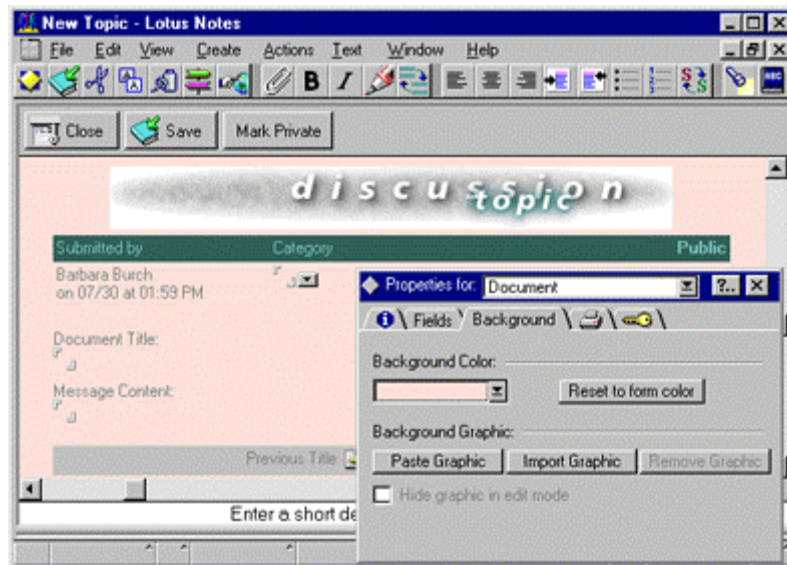 New Topic - Lotus Notes
File Edit View Create Actions Text Window Help
B I
Close Save Mark Private
discussion
topic
Submitted by Category Public
Barbara Burch
on 07/30 at 01:59 PM
Document Title:
Message Content:
Previous Title
Enter a short de
Properties for: Document ?..
Fields Background
Background Color:
Reset to form color
Background Graphic:
Paste Graphic Import Graphic Remove Graphic
Hide graphic in edit mode